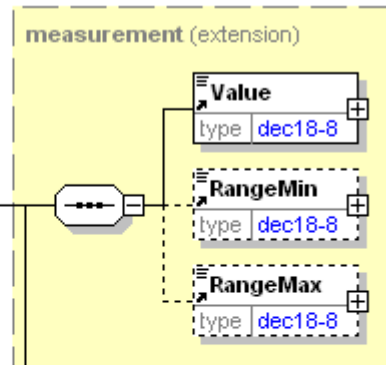 measurement (extension)
Value
type dec18-8
RangeMin
type dec18-8
RangeMax
type dec18-8